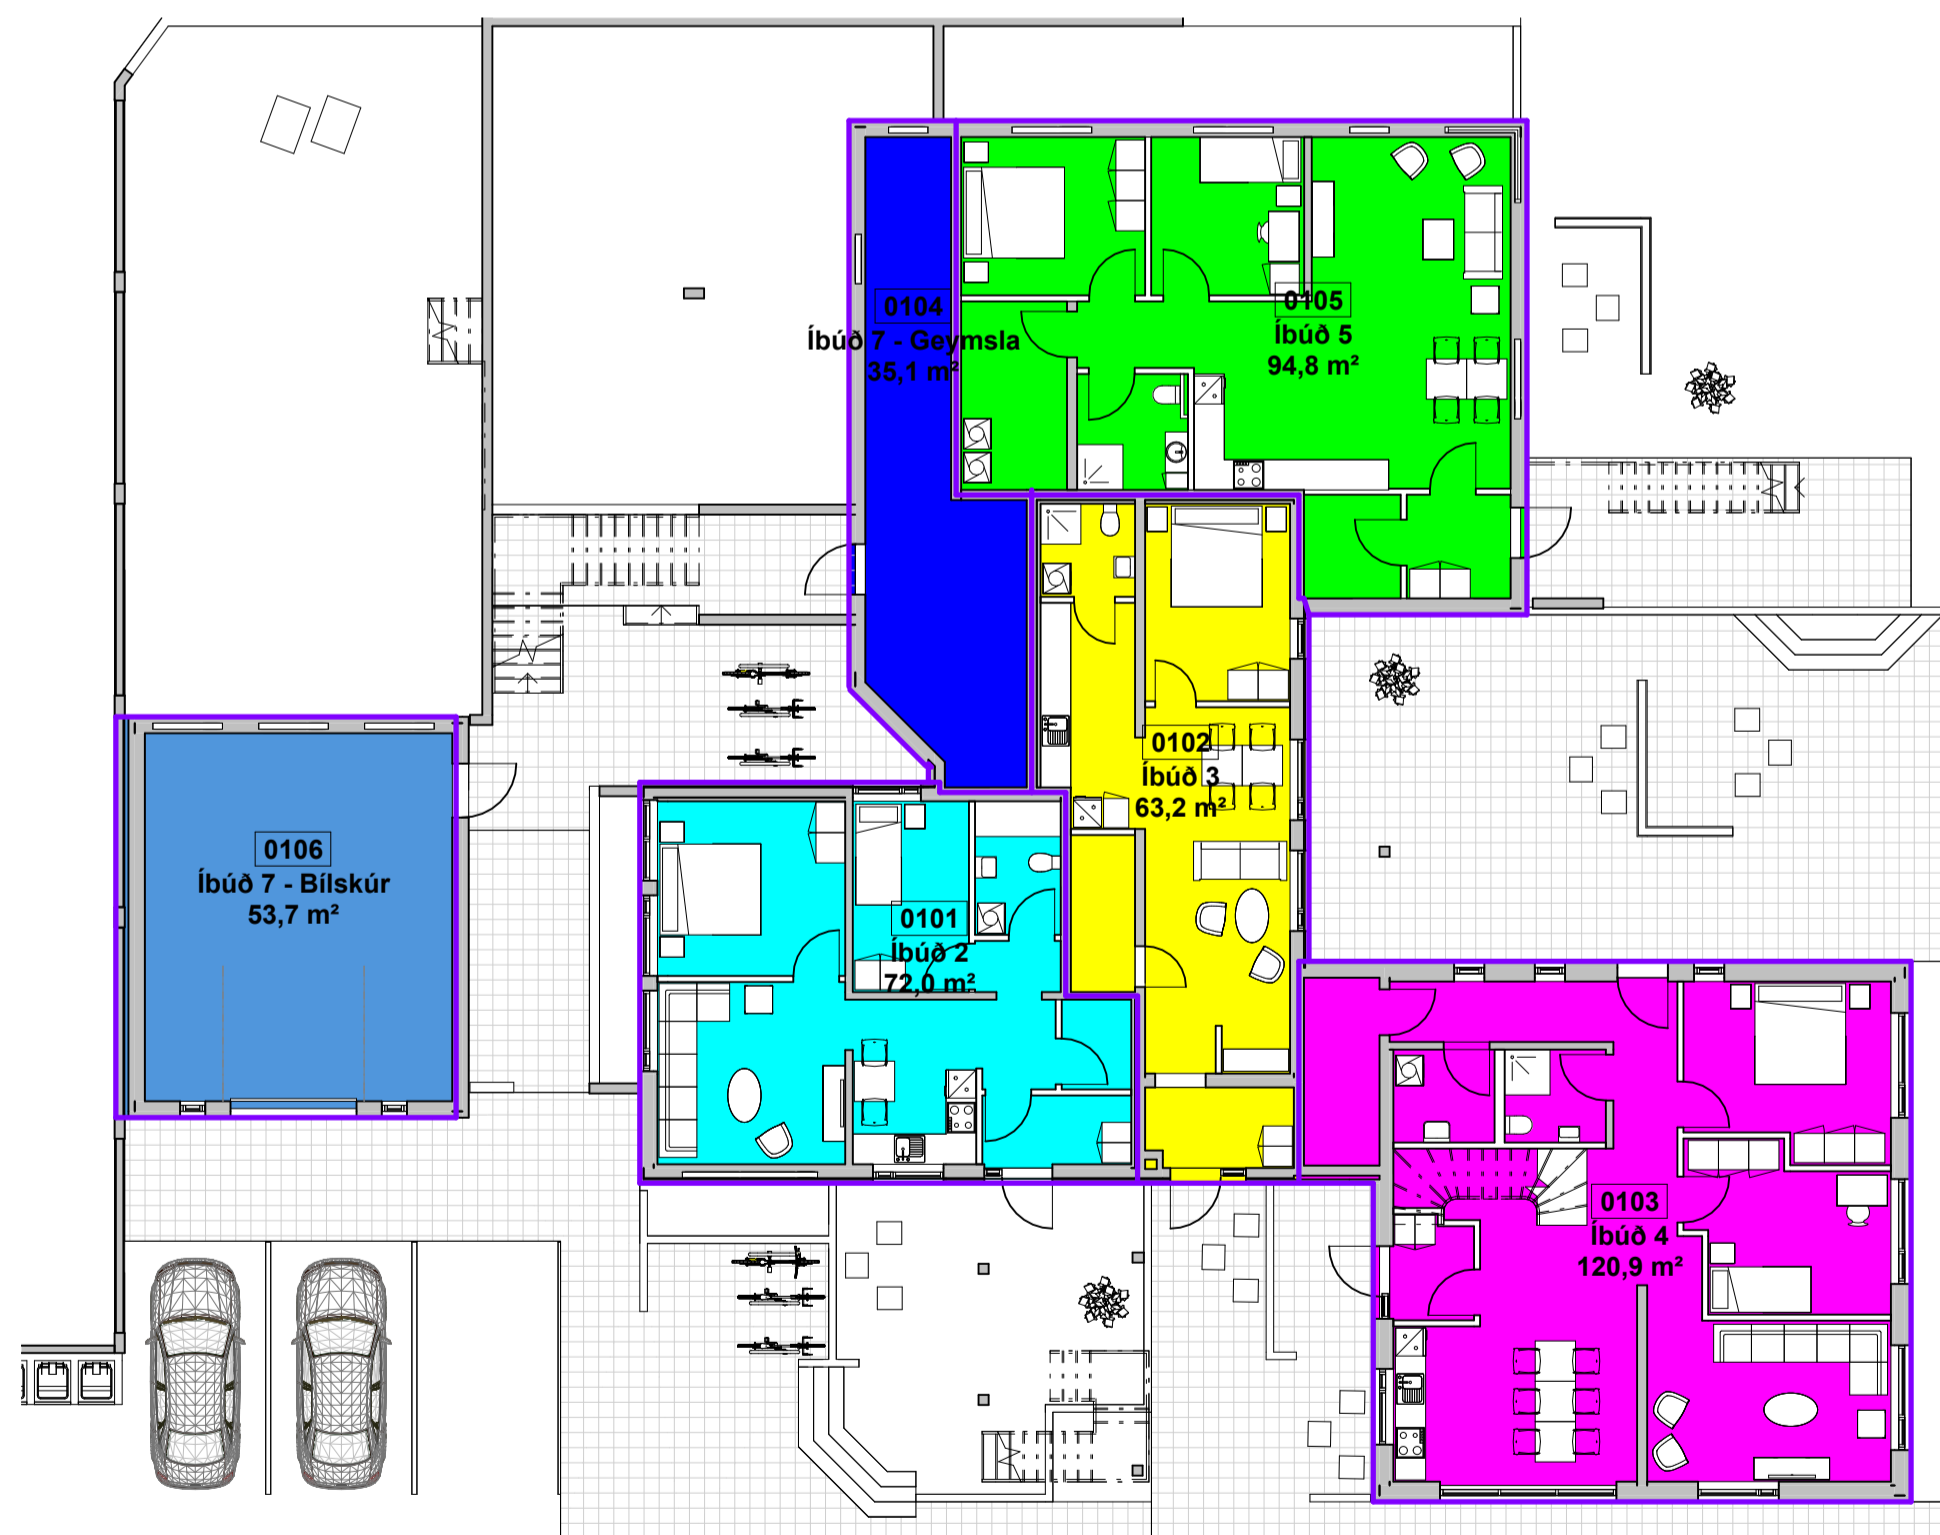 0104
Íbúð 7 - Geymsla
35,1 m²
0105
Íbúð 5
94,8 m²
0102
Íbúð 3
63,2 m²
0106
Íbúð 7 - Bílskúr
53,7 m²
0101
Íbúð 2
72,0 m²
0103
Íbúð 4
120,9 m²